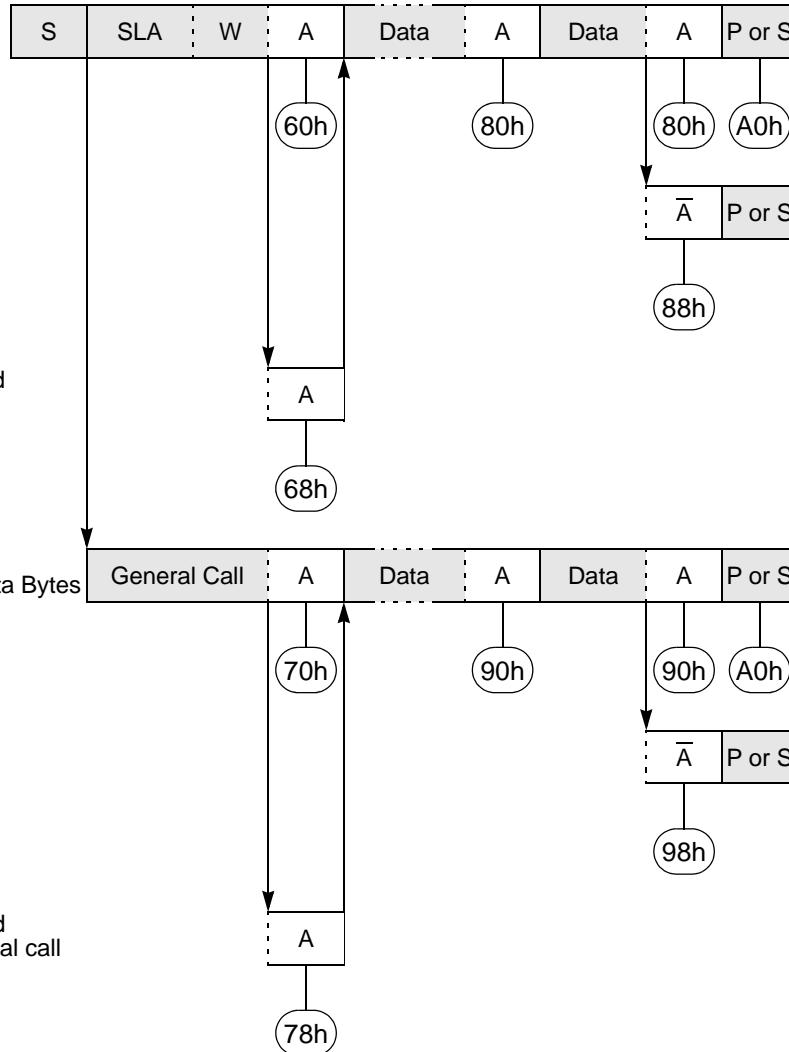 S SLA W A Data A Data A P or S
60h 80h 80h A0h
A̅ P or S
88h
A
68h
Bytes General Call A Data A Data A P or S
70h 90h 90h A0h
A̅ P or S
98h
A
call
78h